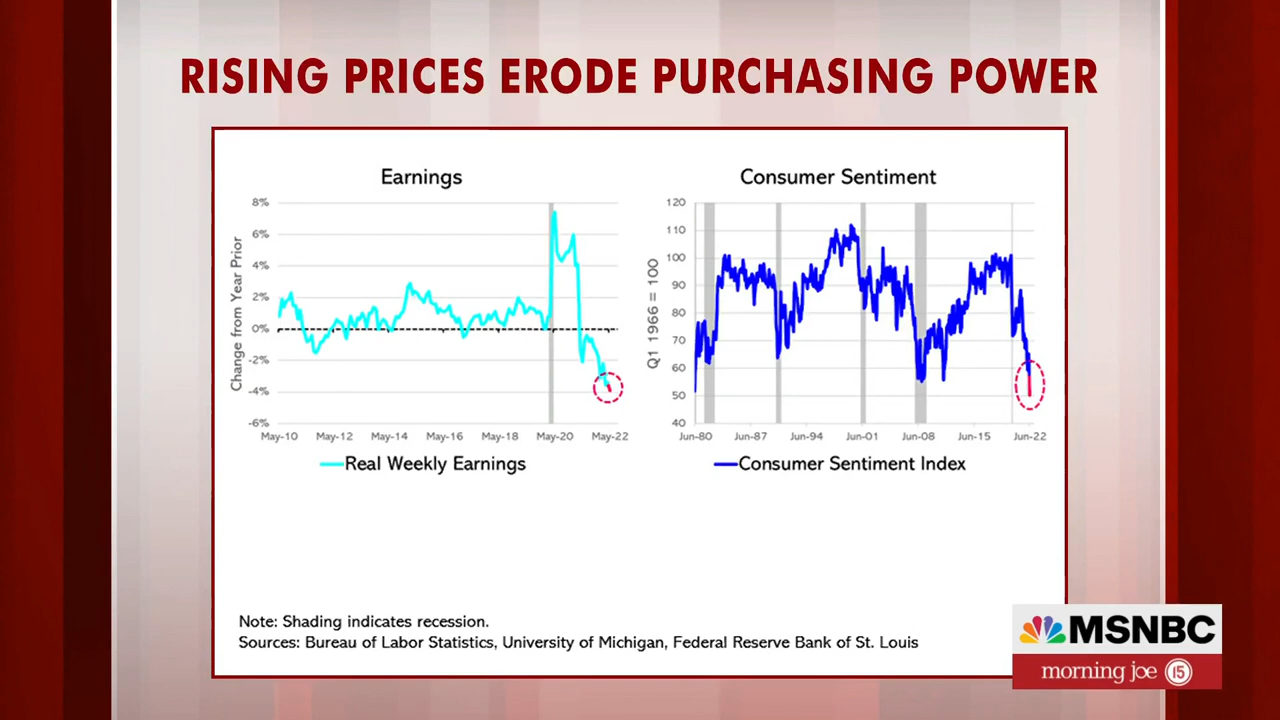 RISING PRICES ERODE PURCHASING POWER
Earnings
8%
6%
4%
2%
0%
-2%
-4%
-6%
Change from Year Prior
May-10 May-12 May-14 May-16 May-18 May-20 May-22
Real Weekly Earnings
Consumer Sentiment
120
110
100
90
80
70
60
50
40
Q1 1966 = 100
Jun-80 Jun-87 Jun-94 Jun-01 Jun-08 Jun-15 Jun-22
Consumer Sentiment Index
Note: Shading indicates recession.
Sources: Bureau of Labor Statistics, University of Michigan, Federal Reserve Bank of St. Louis
MSNBC
morning joe 15